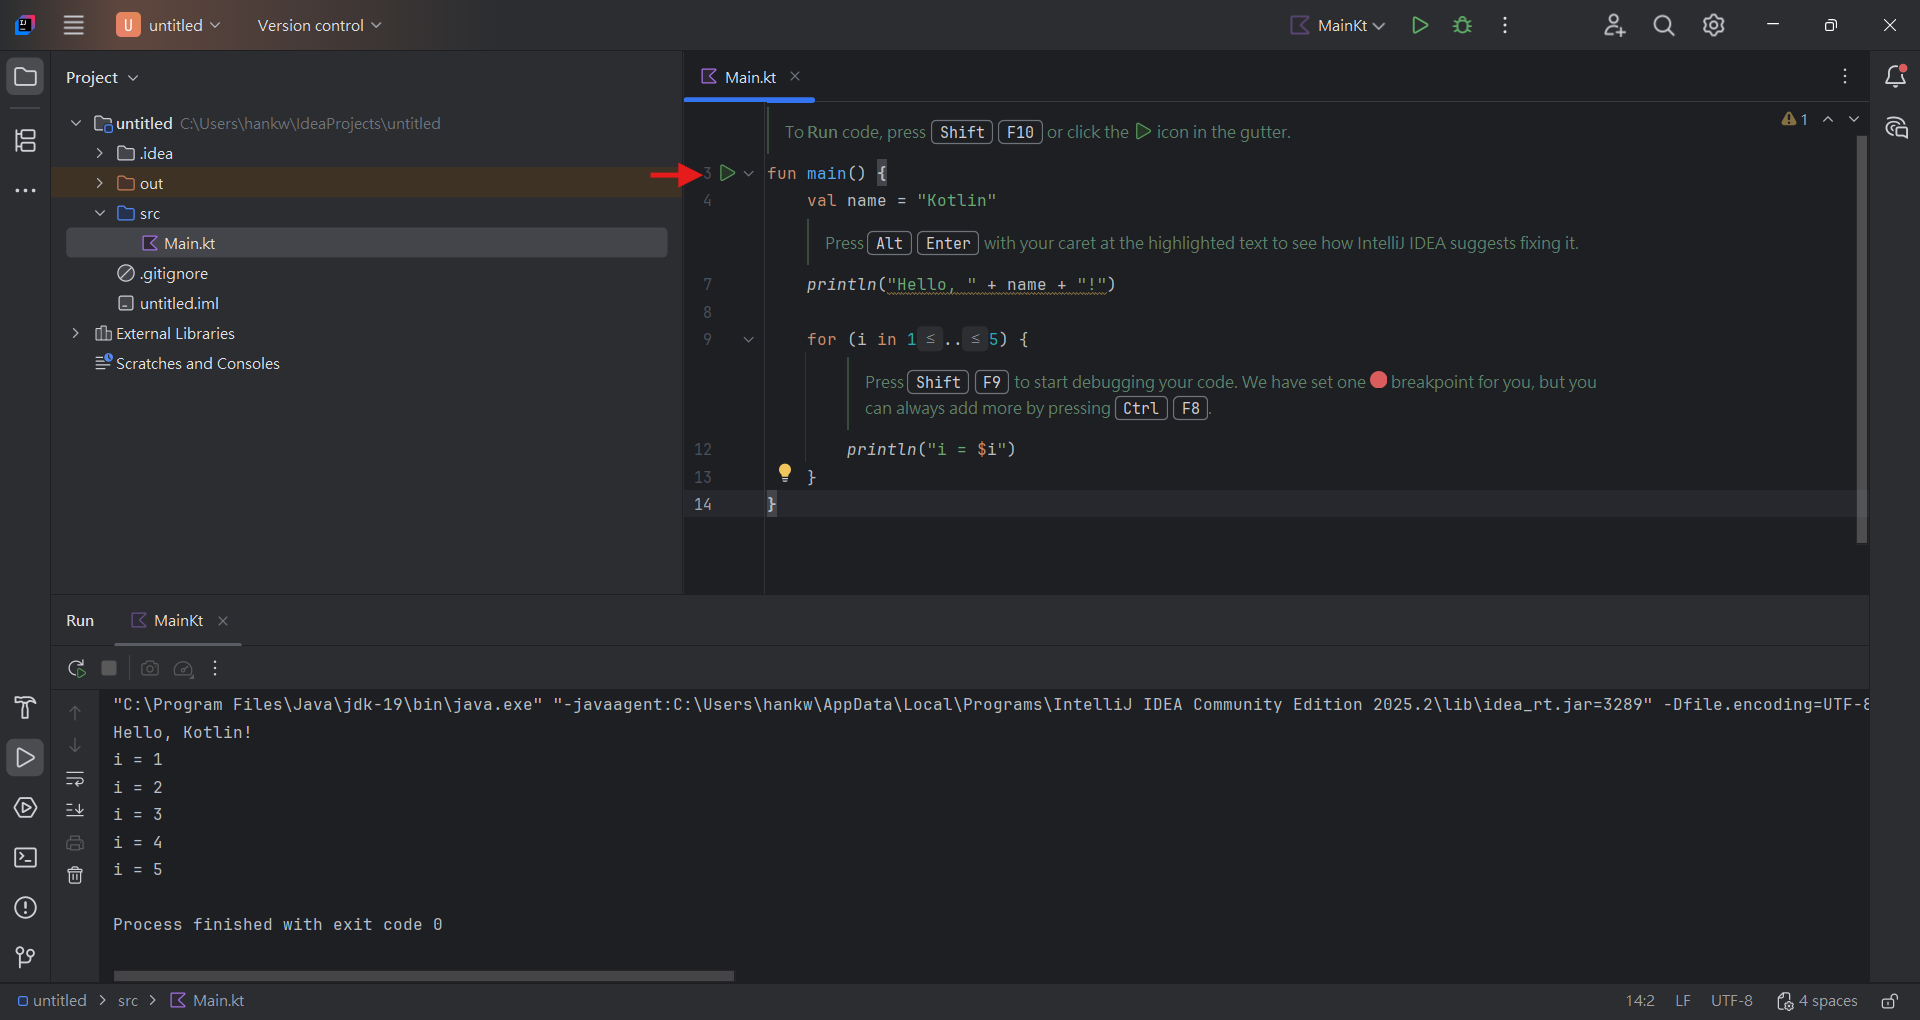 U untitled Version control MainKt
Project
Main.kt
untitled C:\Users\hankw\IdeaProjects\untitled
.idea
out
src
Main.kt
.gitignore
untitled.iml
External Libraries
Scratches and Consoles
1
To Run code, press Shift F10 or click the icon in the gutter.
3 fun main() {
4 val name = "Kotlin"
Press Alt Enter with your caret at the highlighted text to see how IntelliJ IDEA suggests fixing it.
7 println("Hello, " + name + "!")
8
9 for (i in 1 ≤ .. ≤ 5) {
Press Shift F9 to start debugging your code. We have set one breakpoint for you, but you
can always add more by pressing Ctrl F8.
12 println("i = $i")
13 }
14 }
Run MainKt
"C:\Program Files\Java\jdk-19\bin\java.exe" "-javaagent:C:\Users\hankw\AppData\Local\Programs\IntelliJ IDEA Community Edition 2025.2\lib\idea_rt.jar=3289" -Dfile.encoding=UTF-8
Hello, Kotlin!
i = 1
i = 2
i = 3
i = 4
i = 5
Process finished with exit code 0
untitled > src > Main.kt
14:2 LF UTF-8 4 spaces